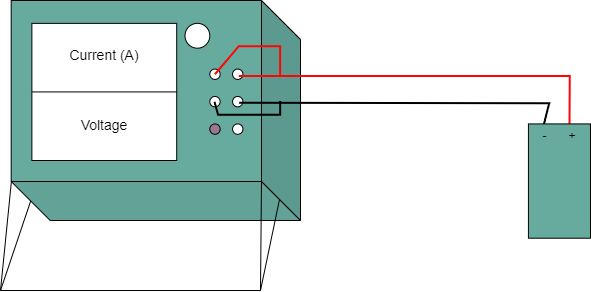 Current (A)
Voltage
- +